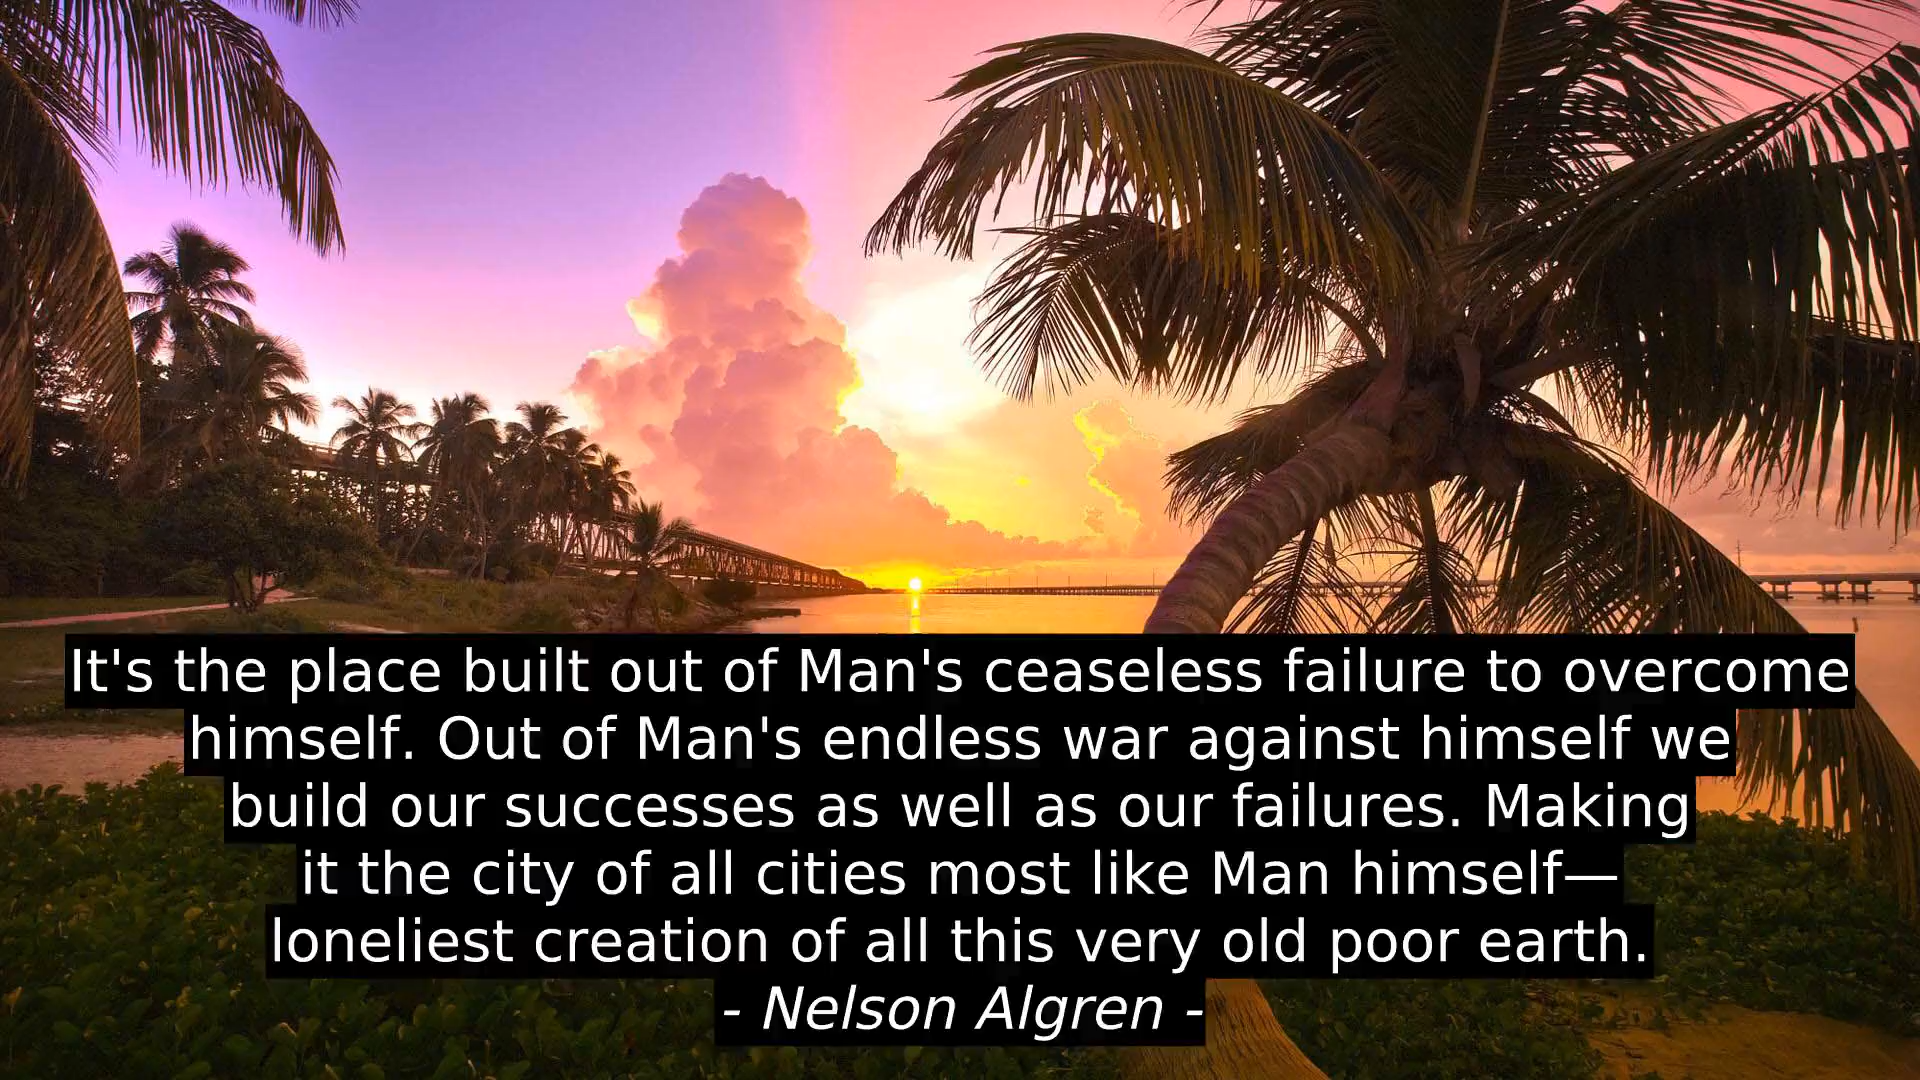 It's the place built out of Man's ceaseless failure to overcome
himself. Out of Man's endless war against himself we
build our successes as well as our failures. Making
it the city of all cities most like Man himself—
loneliest creation of all this very old poor earth.
- Nelson Algren -